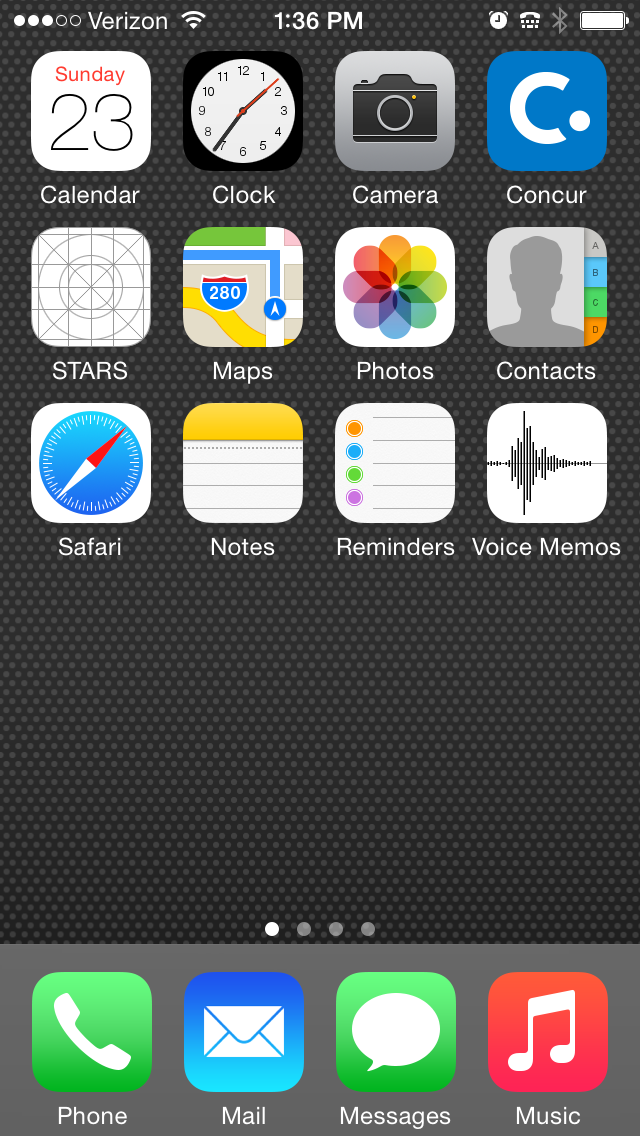 Verizon 1:36 PM
Sunday
23
12
11 1
10 2
9 3
8 4
7 5
6
Calendar Clock Camera Concur
280
A
B
C
D
STARS Maps Photos Contacts
Safari Notes Reminders Voice Memos
Phone Mail Messages Music